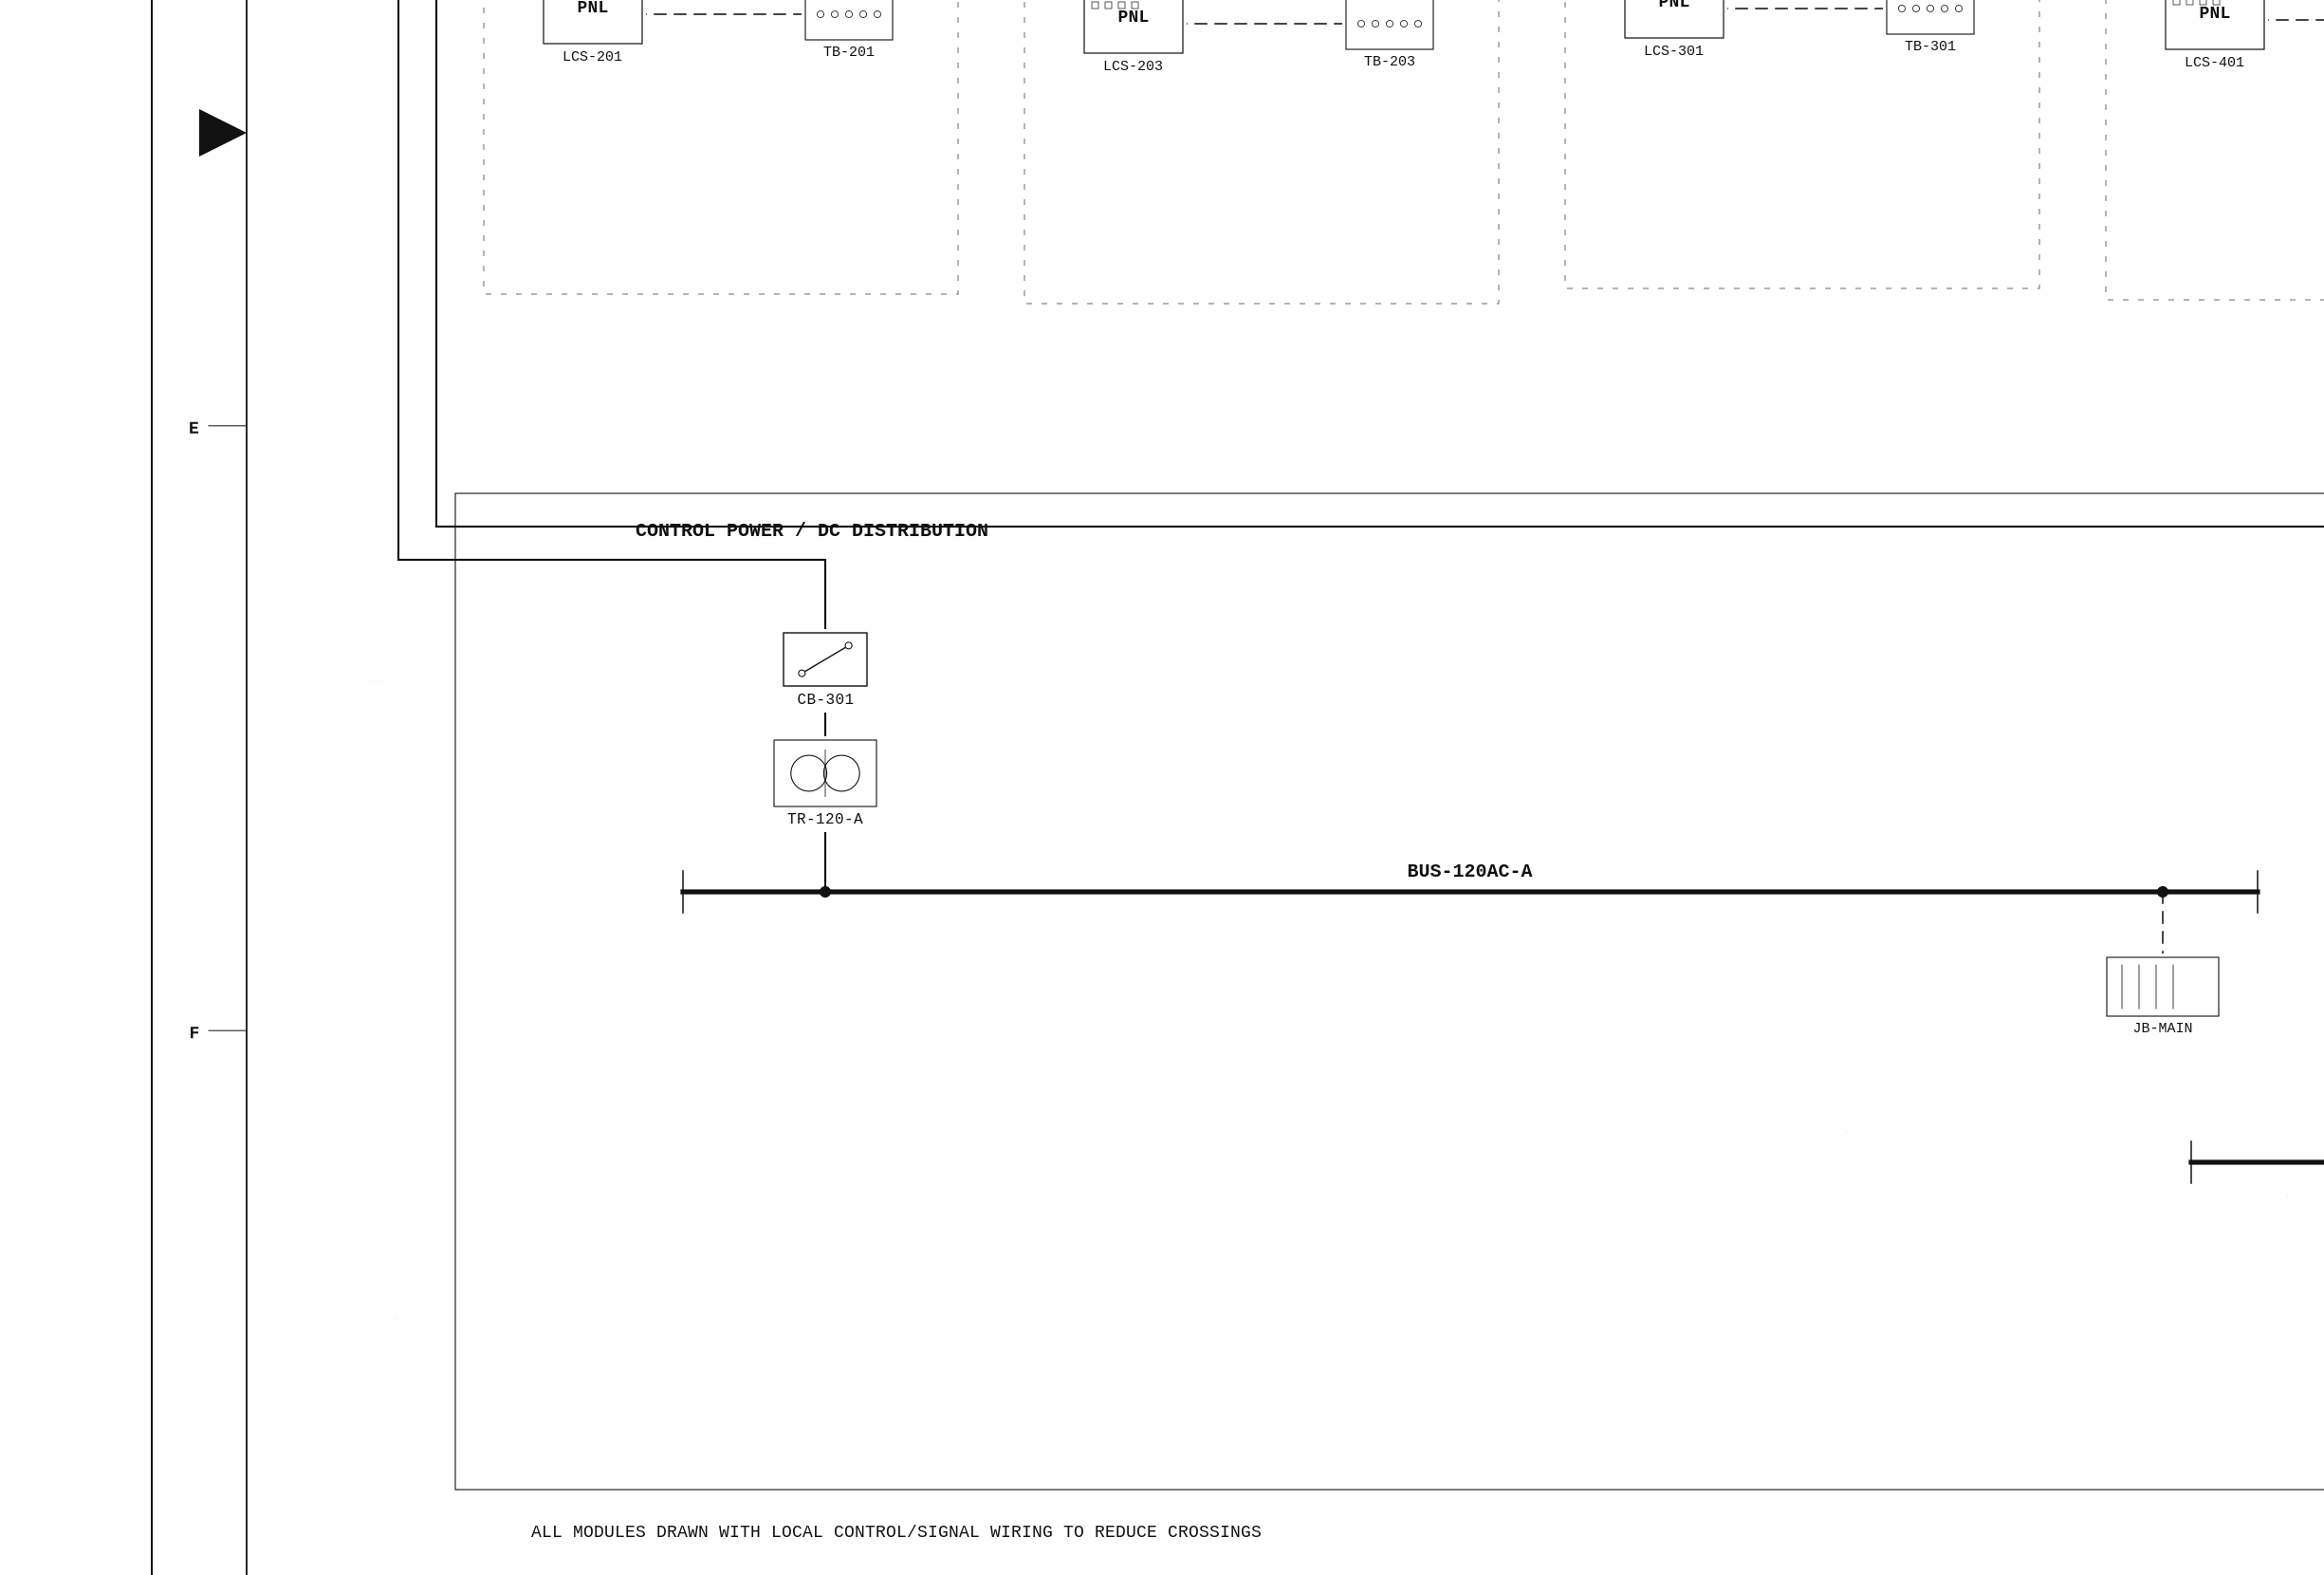 PNL
PNL
PNL
PNL
LCS-201
TB-201
LCS-203
TB-203
LCS-301
TB-301
LCS-401
E
CONTROL POWER / DC DISTRIBUTION
CB-301
TR-120-A
BUS-120AC-A
JB-MAIN
F
ALL MODULES DRAWN WITH LOCAL CONTROL/SIGNAL WIRING TO REDUCE CROSSINGS